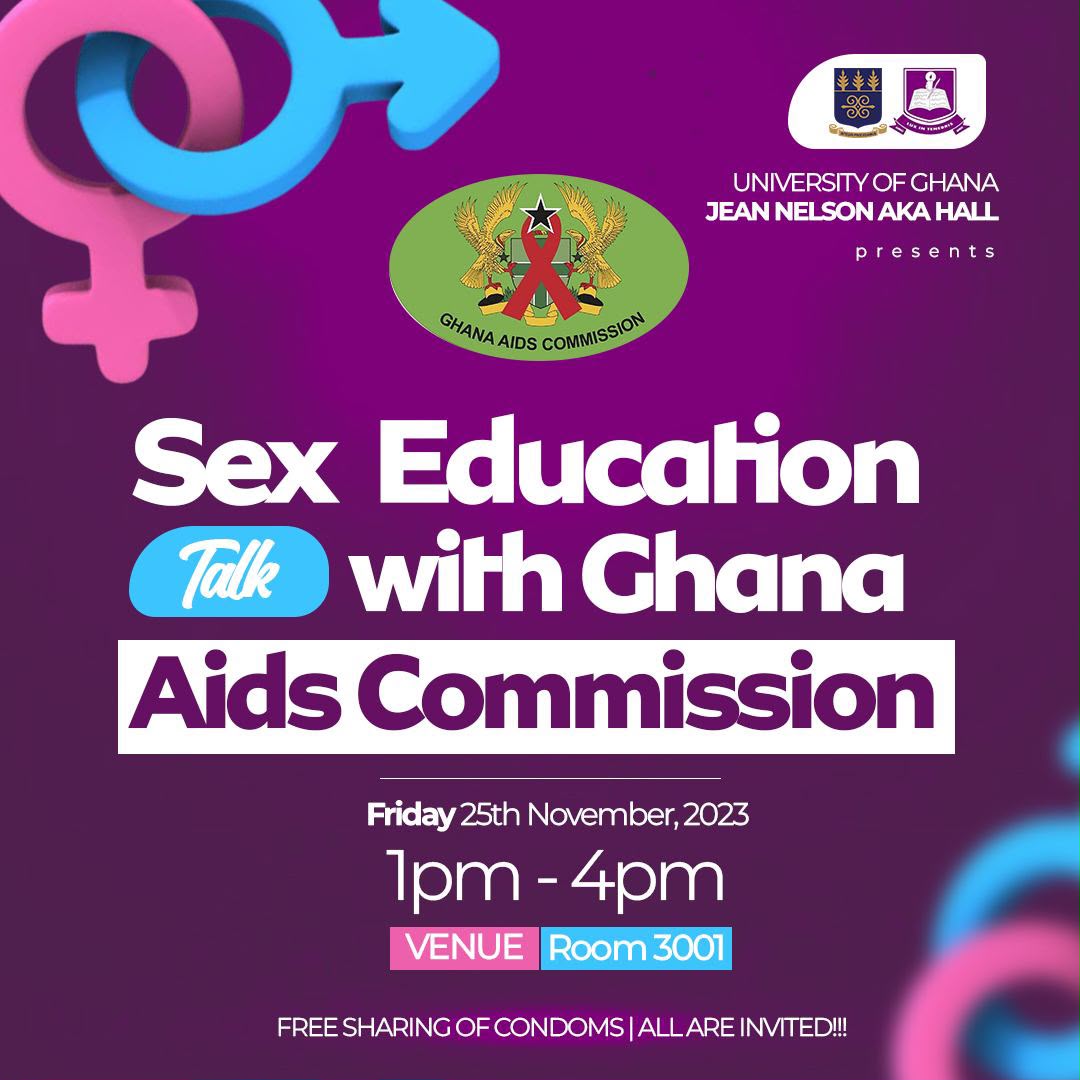 UNIVERSITY OF GHANA
JEAN NELSON AKA HALL
presents
GHANA AIDS COMMISSION
Sex Education
Talk with Ghana
Aids Commission
Friday 25th November, 2023
1pm - 4pm
VENUE Room 3001
FREE SHARING OF CONDOMS | ALL ARE INVITED!!!